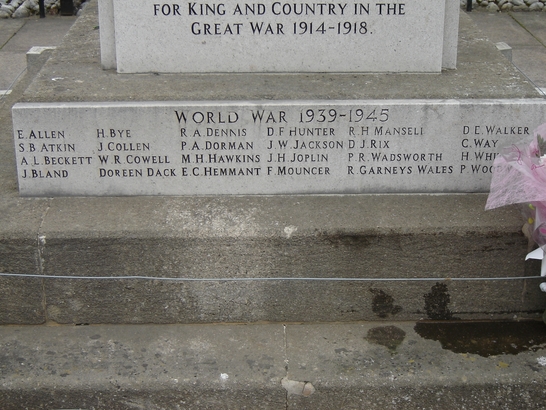 FOR KING AND COUNTRY IN THE
GREAT WAR 1914-1918.
WORLD WAR 1939-1945
E. ALLEN H. BYE R A DENNIS D. F HUNTER R. H MANSELL D. E. WALKER
S. B. ATKIN J. COLLEN P. A. DORMAN J. W. JACKSON D J. RIX C. WAY
A. L. BECKETT W. R COWELL M. H. HAWKINS J. H. JOPLIN P. R. WADSWORTH H.
J. BLAND DOREEN DACK E. C. HEMMANT F. MOUNCER R. GARNEYS WALES P.